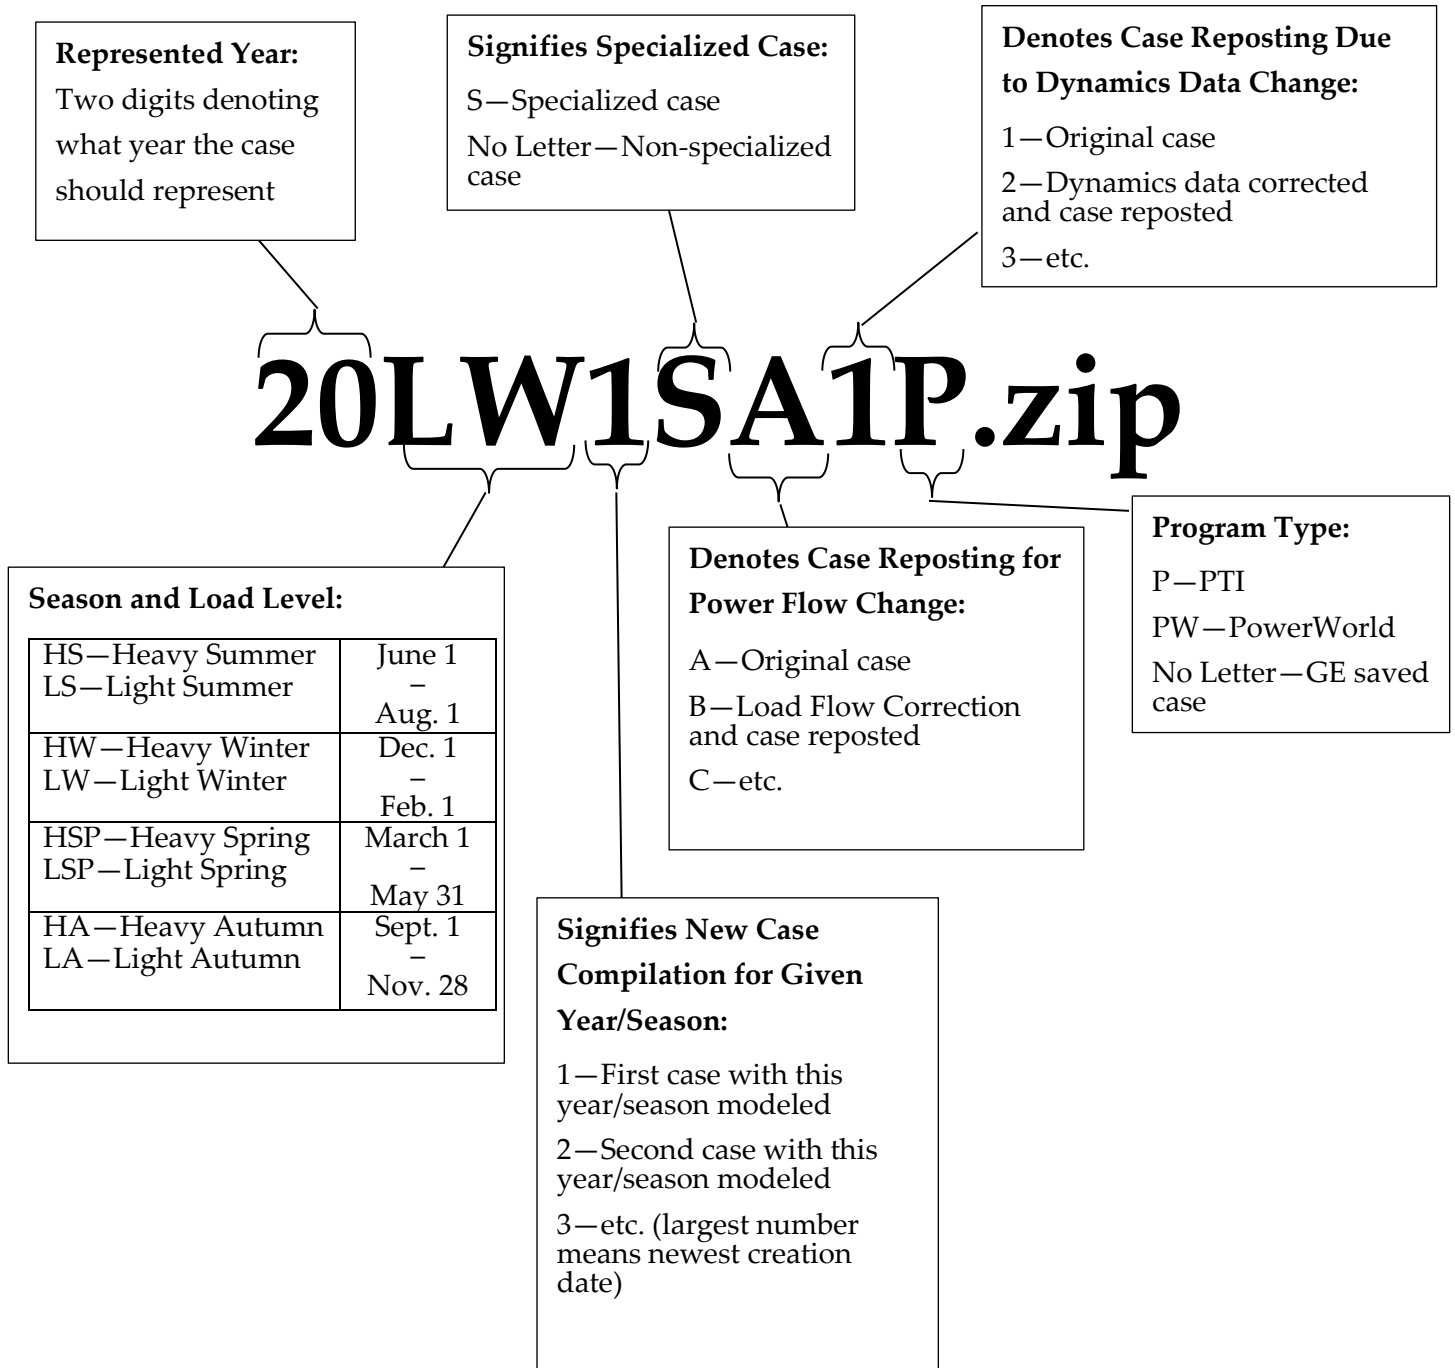 Represented Year:
Two digits denoting
what year the case
should represent
Signifies Specialized Case:
S—Specialized case
No Letter—Non-specialized
case
Denotes Case Reposting Due
to Dynamics Data Change:
1—Original case
2—Dynamics data corrected
and case reposted
3—etc.
20LW1SA1P.zip
Season and Load Level:
HS—Heavy Summer
LS—Light Summer
June 1
–
Aug. 1
HW—Heavy Winter
LW—Light Winter
Dec. 1
–
Feb. 1
HSP—Heavy Spring
LSP—Light Spring
March 1
–
May 31
HA—Heavy Autumn
LA—Light Autumn
Sept. 1
–
Nov. 28
Signifies New Case
Compilation for Given
Year/Season:
1—First case with this
year/season modeled
2—Second case with this
year/season modeled
3—etc. (largest number
means newest creation
date)
Denotes Case Reposting for
Power Flow Change:
A—Original case
B—Load Flow Correction
and case reposted
C—etc.
Program Type:
P—PTI
PW—PowerWorld
No Letter—GE saved
case